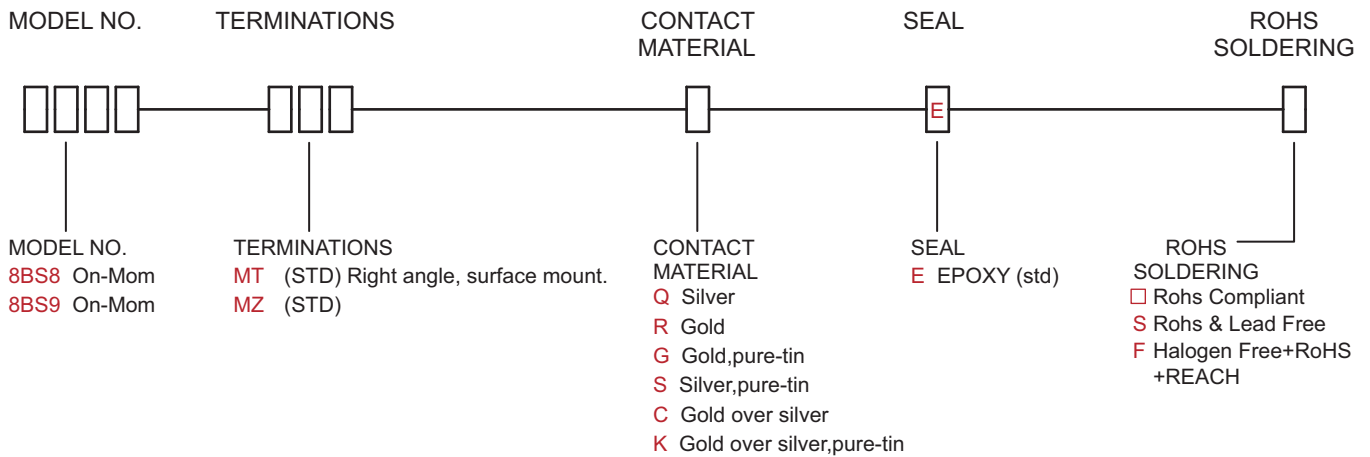 MODEL NO.
TERMINATIONS
CONTACT
MATERIAL
SEAL
ROHS
SOLDERING
E
MODEL NO.
8BS8 On-Mom
8BS9 On-Mom
TERMINATIONS
MT (STD) Right angle, surface mount.
MZ (STD)
CONTACT
MATERIAL
Q Silver
R Gold
G Gold,pure-tin
S Silver,pure-tin
C Gold over silver
K Gold over silver,pure-tin
SEAL
E EPOXY (std)
ROHS
SOLDERING
□ Rohs Compliant
S Rohs & Lead Free
F Halogen Free+RoHS
+REACH